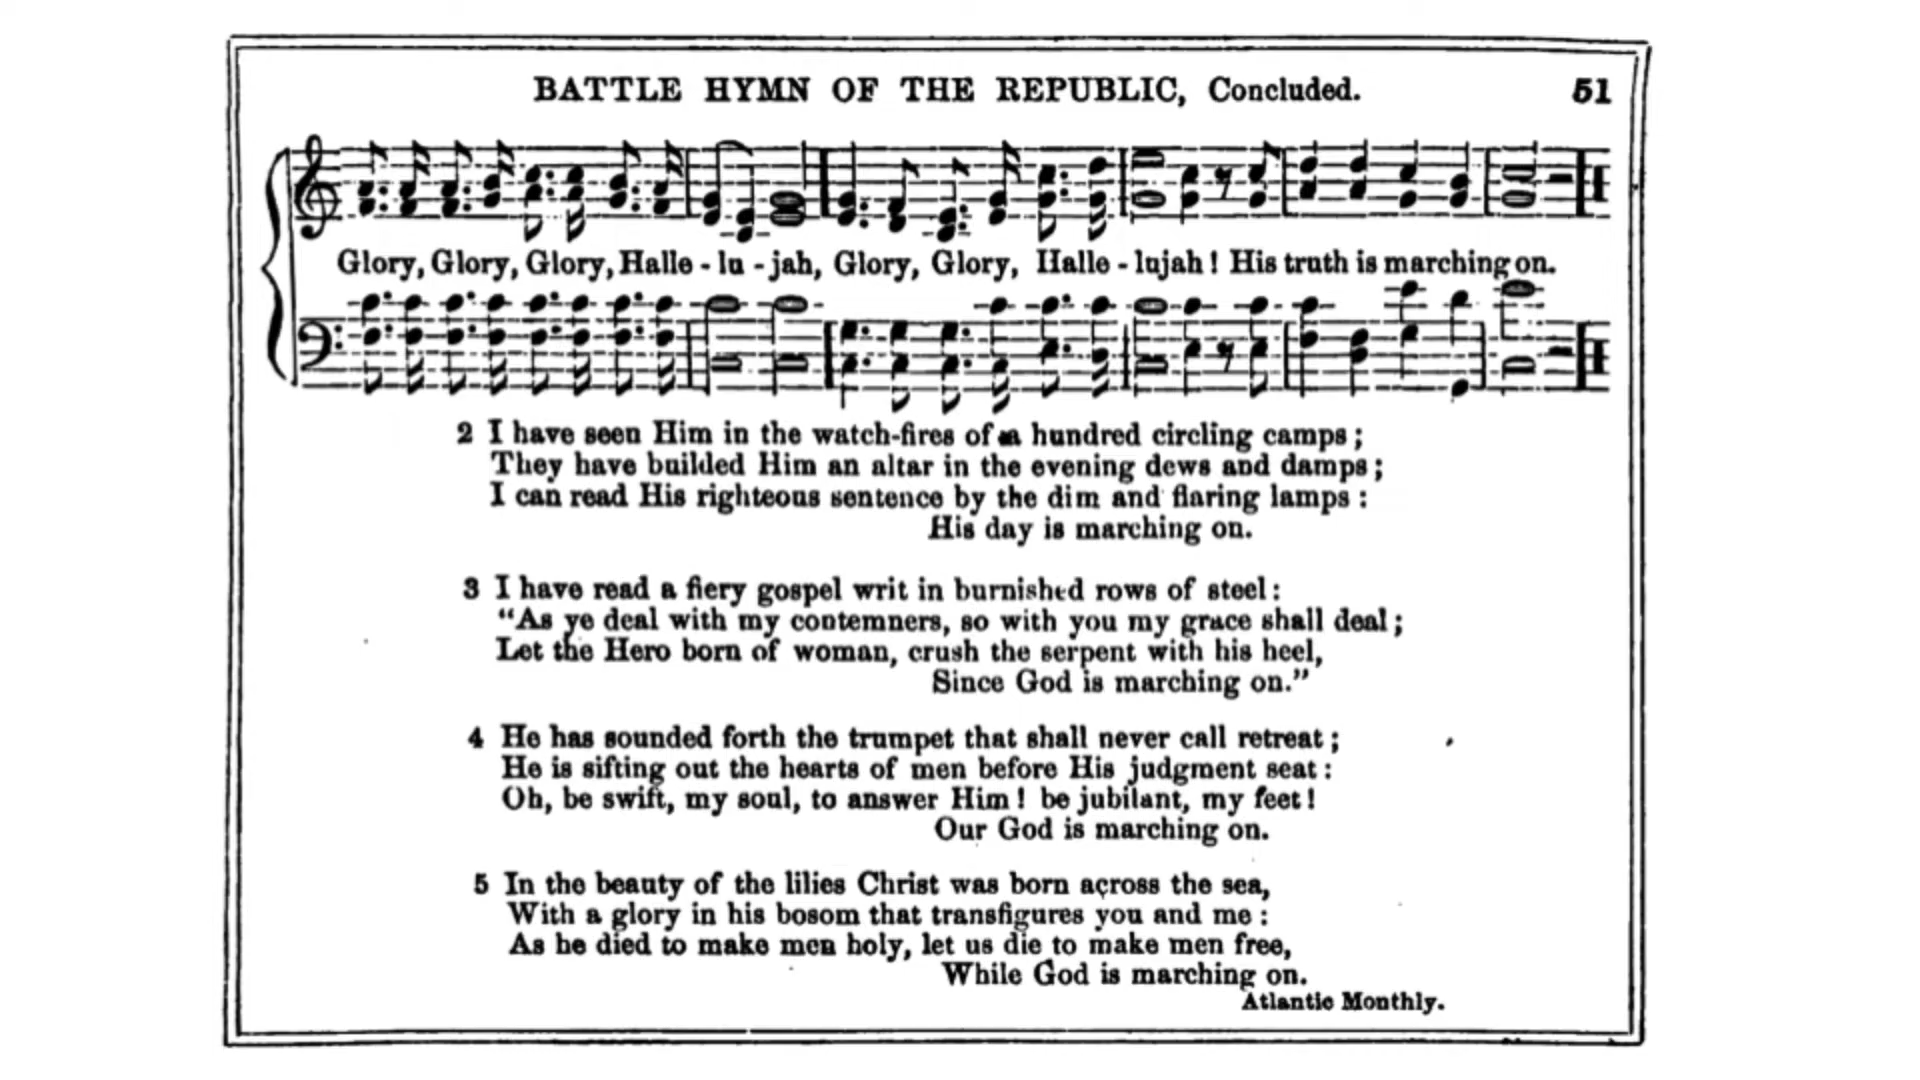 BATTLE HYMN OF THE REPUBLIC, Concluded. 51
Glory, Glory, Glory, Halle - lu - jah, Glory, Glory, Halle - lujah! His truth is marching on.
2 I have seen Him in the watch-fires of a hundred circling camps;
They have builded Him an altar in the evening dews and damps;
I can read His righteous sentence by the dim and flaring lamps:
His day is marching on.
3 I have read a fiery gospel writ in burnished rows of steel:
"As ye deal with my contemners, so with you my grace shall deal;
Let the Hero born of woman, crush the serpent with his heel,
Since God is marching on."
4 He has sounded forth the trumpet that shall never call retreat;
He is sifting out the hearts of men before His judgment seat:
Oh, be swift, my soul, to answer Him! be jubilant, my feet!
Our God is marching on.
5 In the beauty of the lilies Christ was born across the sea,
With a glory in his bosom that transfigures you and me:
As he died to make men holy, let us die to make men free,
While God is marching on.
Atlantic Monthly.